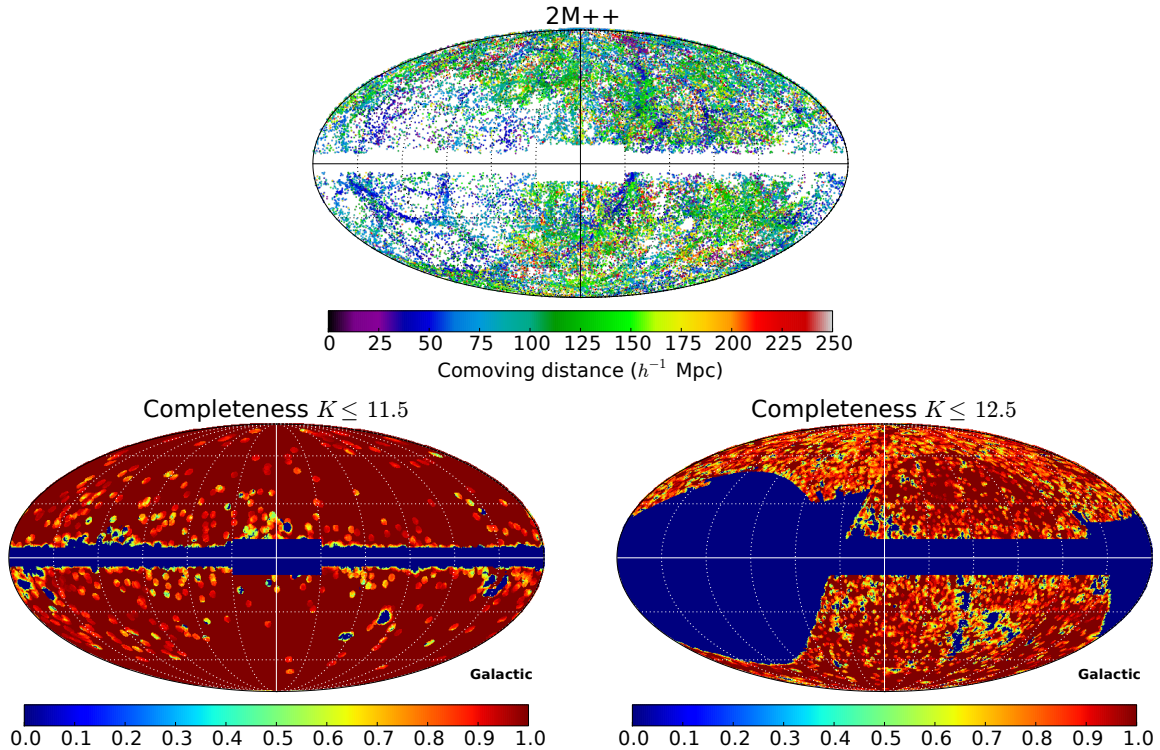 2M++
0 25 50 75 100 125 150 175 200 225 250
Comoving distance (h⁻¹ Mpc)
Completeness K ≤ 11.5
Completeness K ≤ 12.5
Galactic
Galactic
0.0 0.1 0.2 0.3 0.4 0.5 0.6 0.7 0.8 0.9 1.0
0.0 0.1 0.2 0.3 0.4 0.5 0.6 0.7 0.8 0.9 1.0